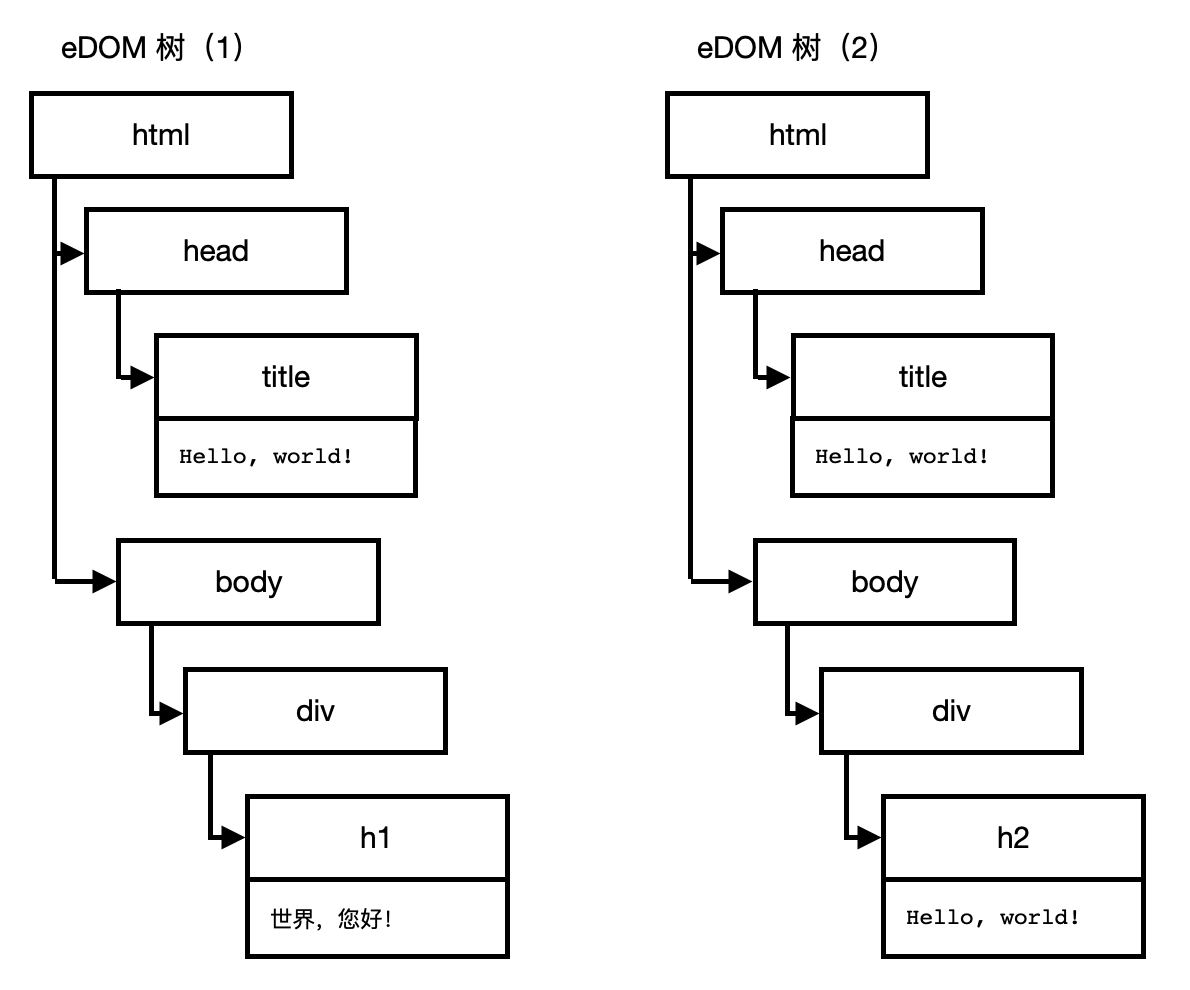 eDOM 树（1）
html
head
title
Hello, world!
body
div
h1
世界，您好！
eDOM 树（2）
html
head
title
Hello, world!
body
div
h2
Hello, world!